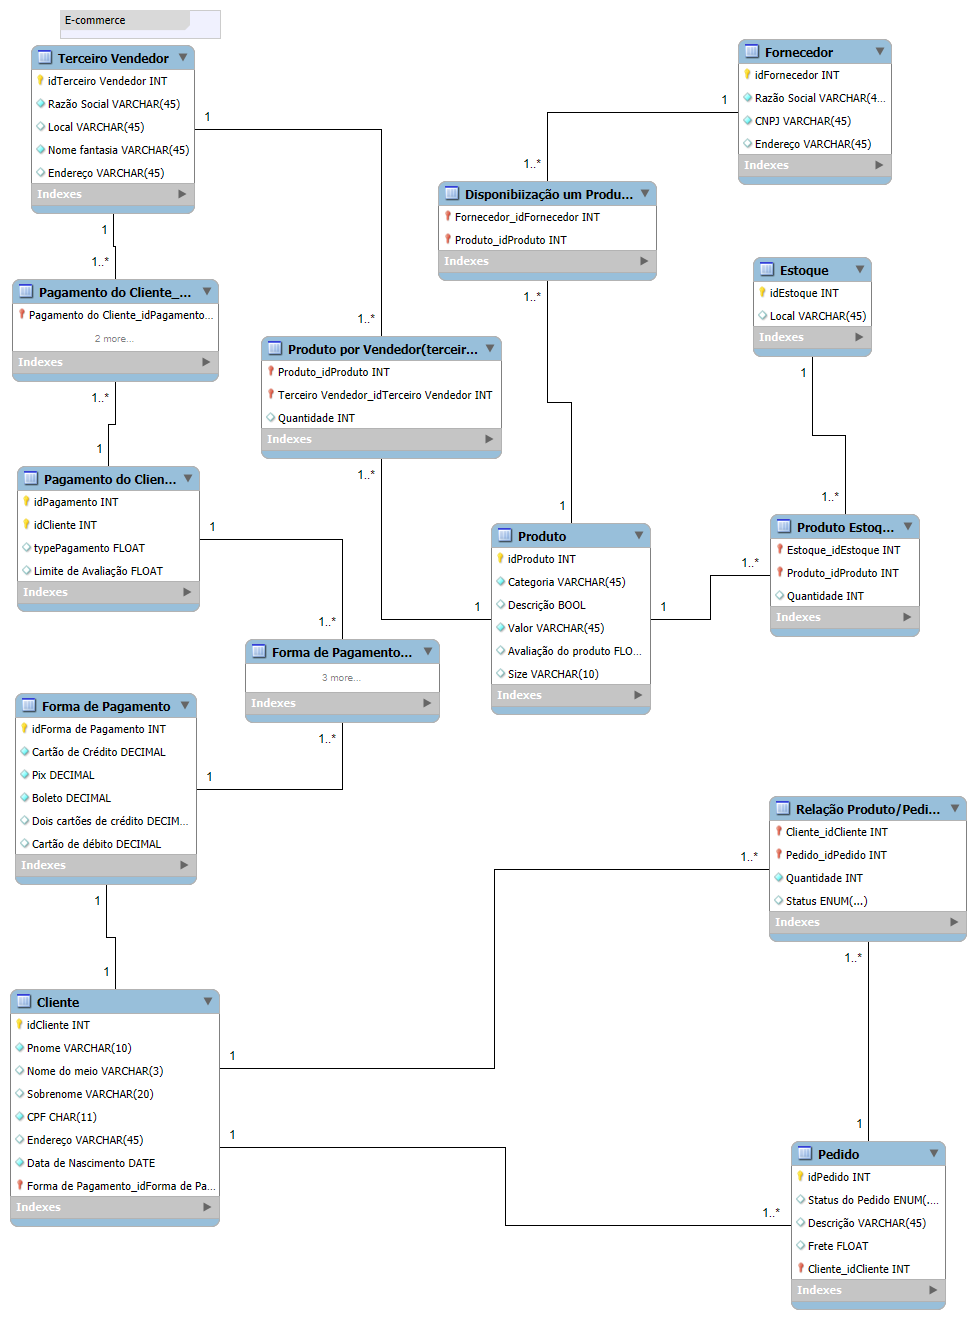 E-commerce
Terceiro Vendedor
idTerceiro Vendedor INT
Razão Social VARCHAR(45)
Local VARCHAR(45)
Nome fantasia VARCHAR(45)
Endereço VARCHAR(45)
Indexes
1
1
1..*
1..*
Pagamento do Cliente_...
Pagamento do Cliente_idPagamento...
2 more...
Indexes
1..*
1
Pagamento do Clien...
idPagamento INT
idCliente INT
typePagamento FLOAT
Limite de Avaliação FLOAT
Indexes
1
1..*
Produto por Vendedor(terceir...
Produto_idProduto INT
Terceiro Vendedor_idTerceiro Vendedor INT
Quantidade INT
Indexes
1..*
1
Fornecedor
idFornecedor INT
Razão Social VARCHAR(4...
CNPJ VARCHAR(45)
Endereço VARCHAR(45)
Indexes
1
1..*
Disponibiização um Produ...
Fornecedor_idFornecedor INT
Produto_idProduto INT
Indexes
1..*
1
Estoque
idEstoque INT
Local VARCHAR(45)
Indexes
1
1..*
Produto
idProduto INT
Categoria VARCHAR(45)
Descrição BOOL
Valor VARCHAR(45)
Avaliação do produto FLO...
Size VARCHAR(10)
Indexes
1
1..*
Produto Estoq...
Estoque_idEstoque INT
Produto_idProduto INT
Quantidade INT
Indexes
Forma de Pagamento...
3 more...
Indexes
1..*
1
Forma de Pagamento
idForma de Pagamento INT
Cartão de Crédito DECIMAL
Pix DECIMAL
Boleto DECIMAL
Dois cartões de crédito DECIM...
Cartão de débito DECIMAL
Indexes
1
1
Relação Produto/Pedi...
Cliente_idCliente INT
Pedido_idPedido INT
Quantidade INT
Status ENUM(...)
Indexes
1..*
1..*
1
Cliente
idCliente INT
Pnome VARCHAR(10)
Nome do meio VARCHAR(3)
Sobrenome VARCHAR(20)
CPF CHAR(11)
Endereço VARCHAR(45)
Data de Nascimento DATE
Forma de Pagamento_idForma de Pa...
Indexes
1
1
1..*
Pedido
idPedido INT
Status do Pedido ENUM(....
Descrição VARCHAR(45)
Frete FLOAT
Cliente_idCliente INT
Indexes